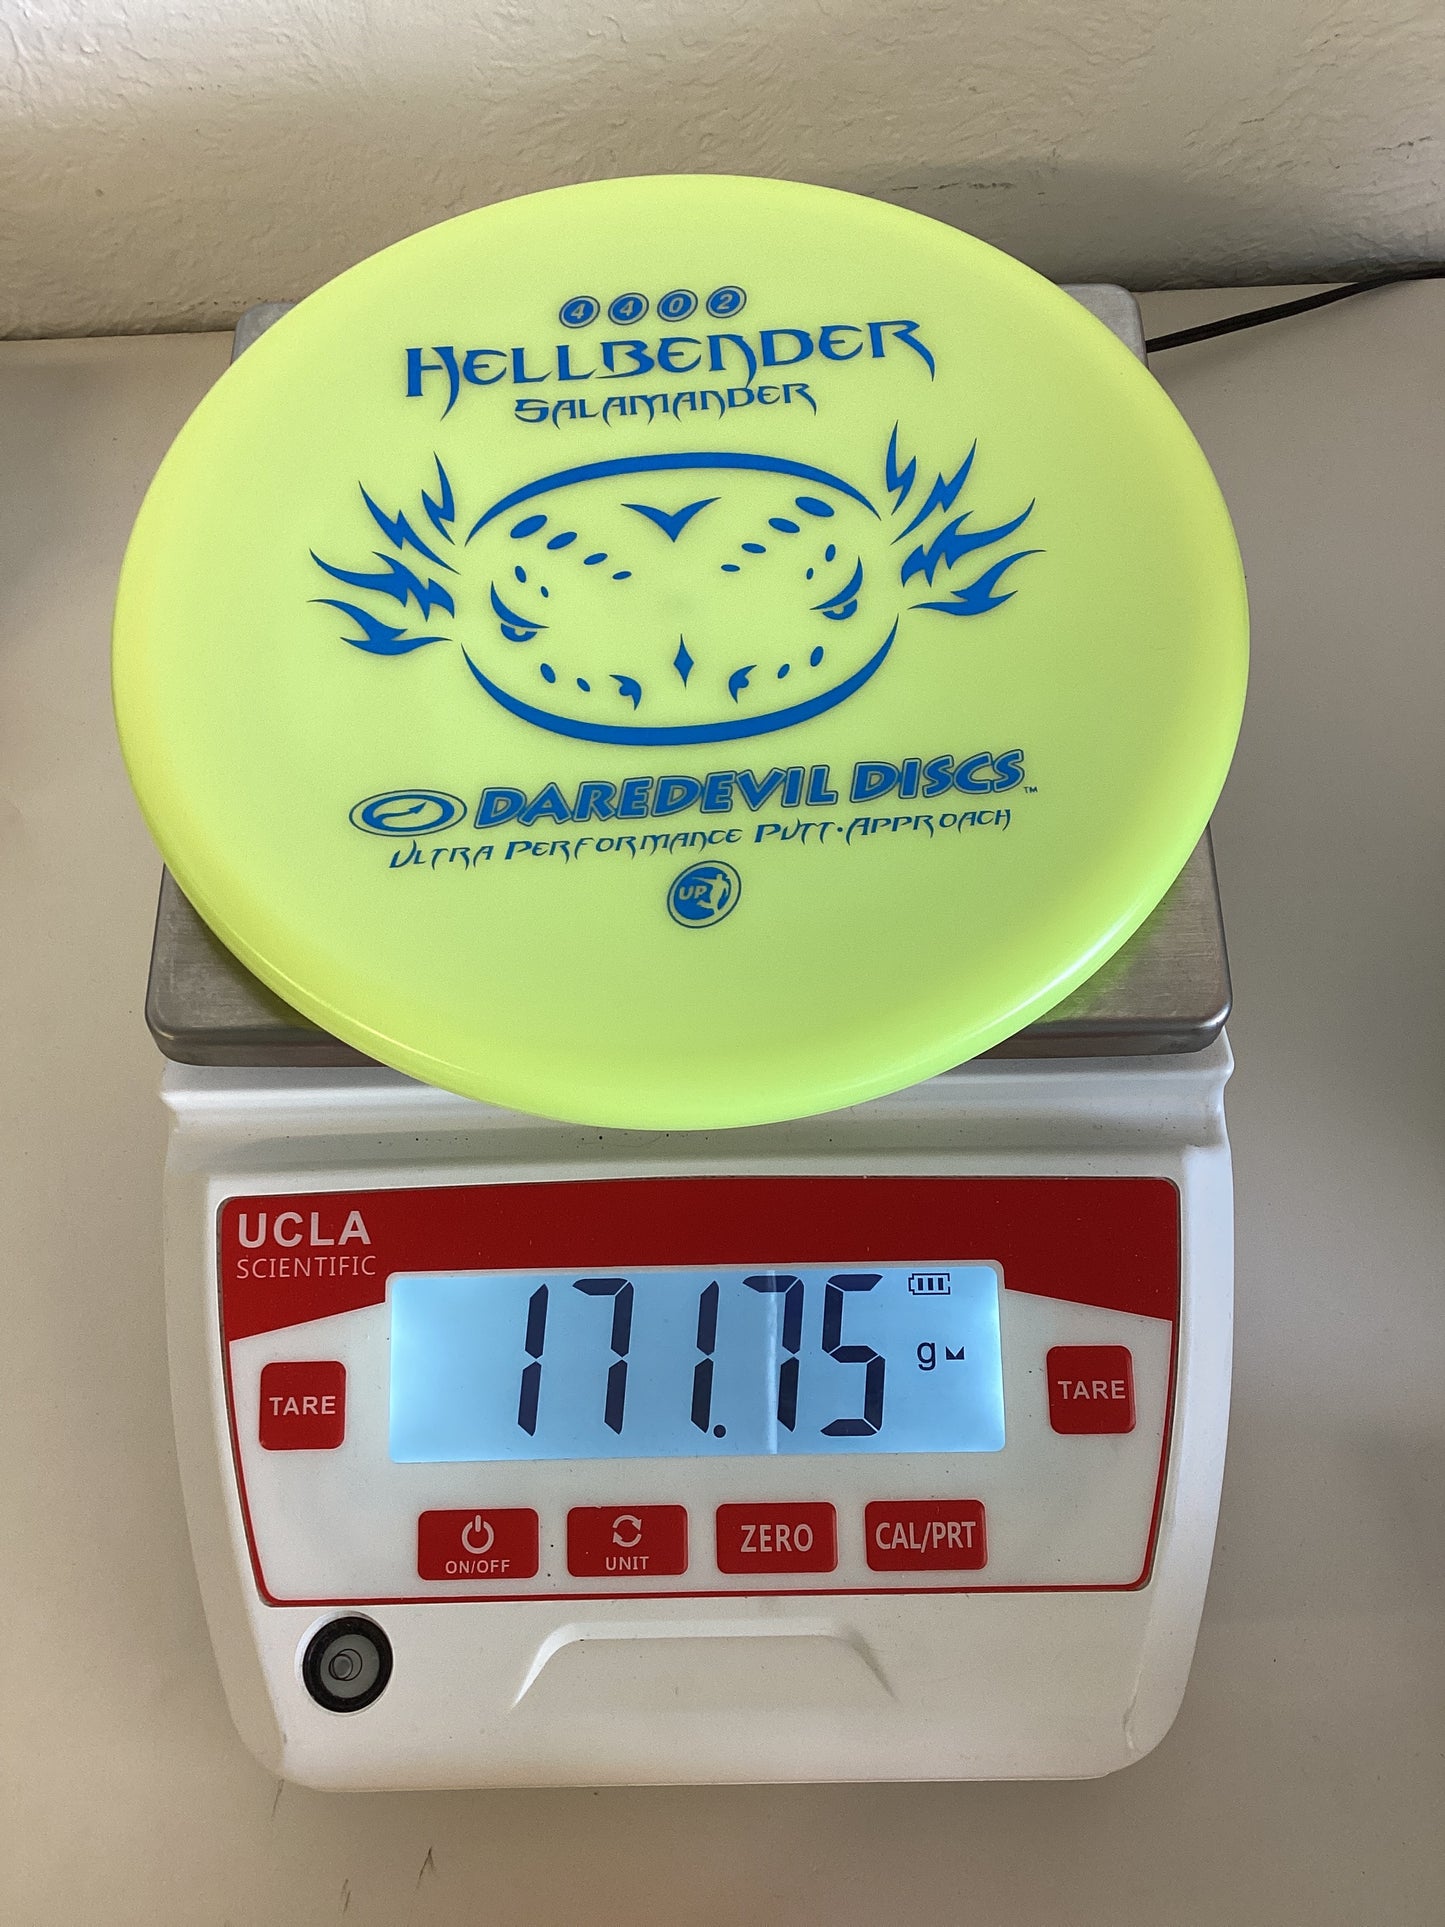 4 4 0 2
HELLBENDER
SALAMANDER
DAREDEVIL DISCS™
ULTRA PERFORMANCE PUTT•APPROACH
UP
UCLA
SCIENTIFIC
171.75 g
TARE
TARE
ON/OFF
UNIT
ZERO
CAL/PRT